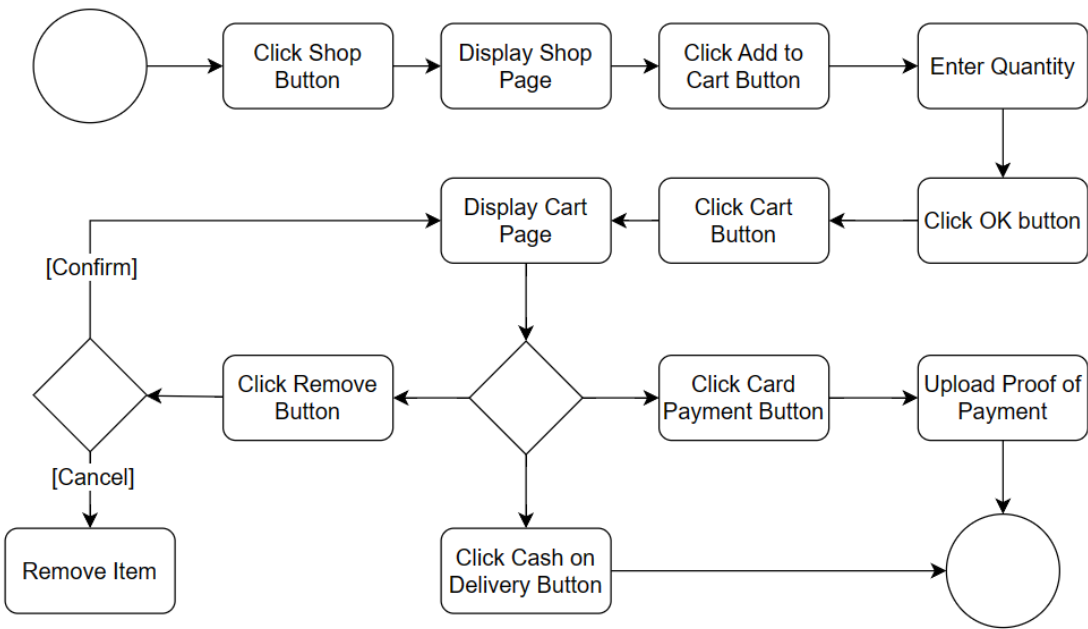 Click Shop
Button
Display Shop
Page
Click Add to
Cart Button
Enter Quantity
Display Cart
Page
Click Cart
Button
Click OK button
[Confirm]
Click Remove
Button
Click Card
Payment Button
Upload Proof of
Payment
[Cancel]
Remove Item
Click Cash on
Delivery Button